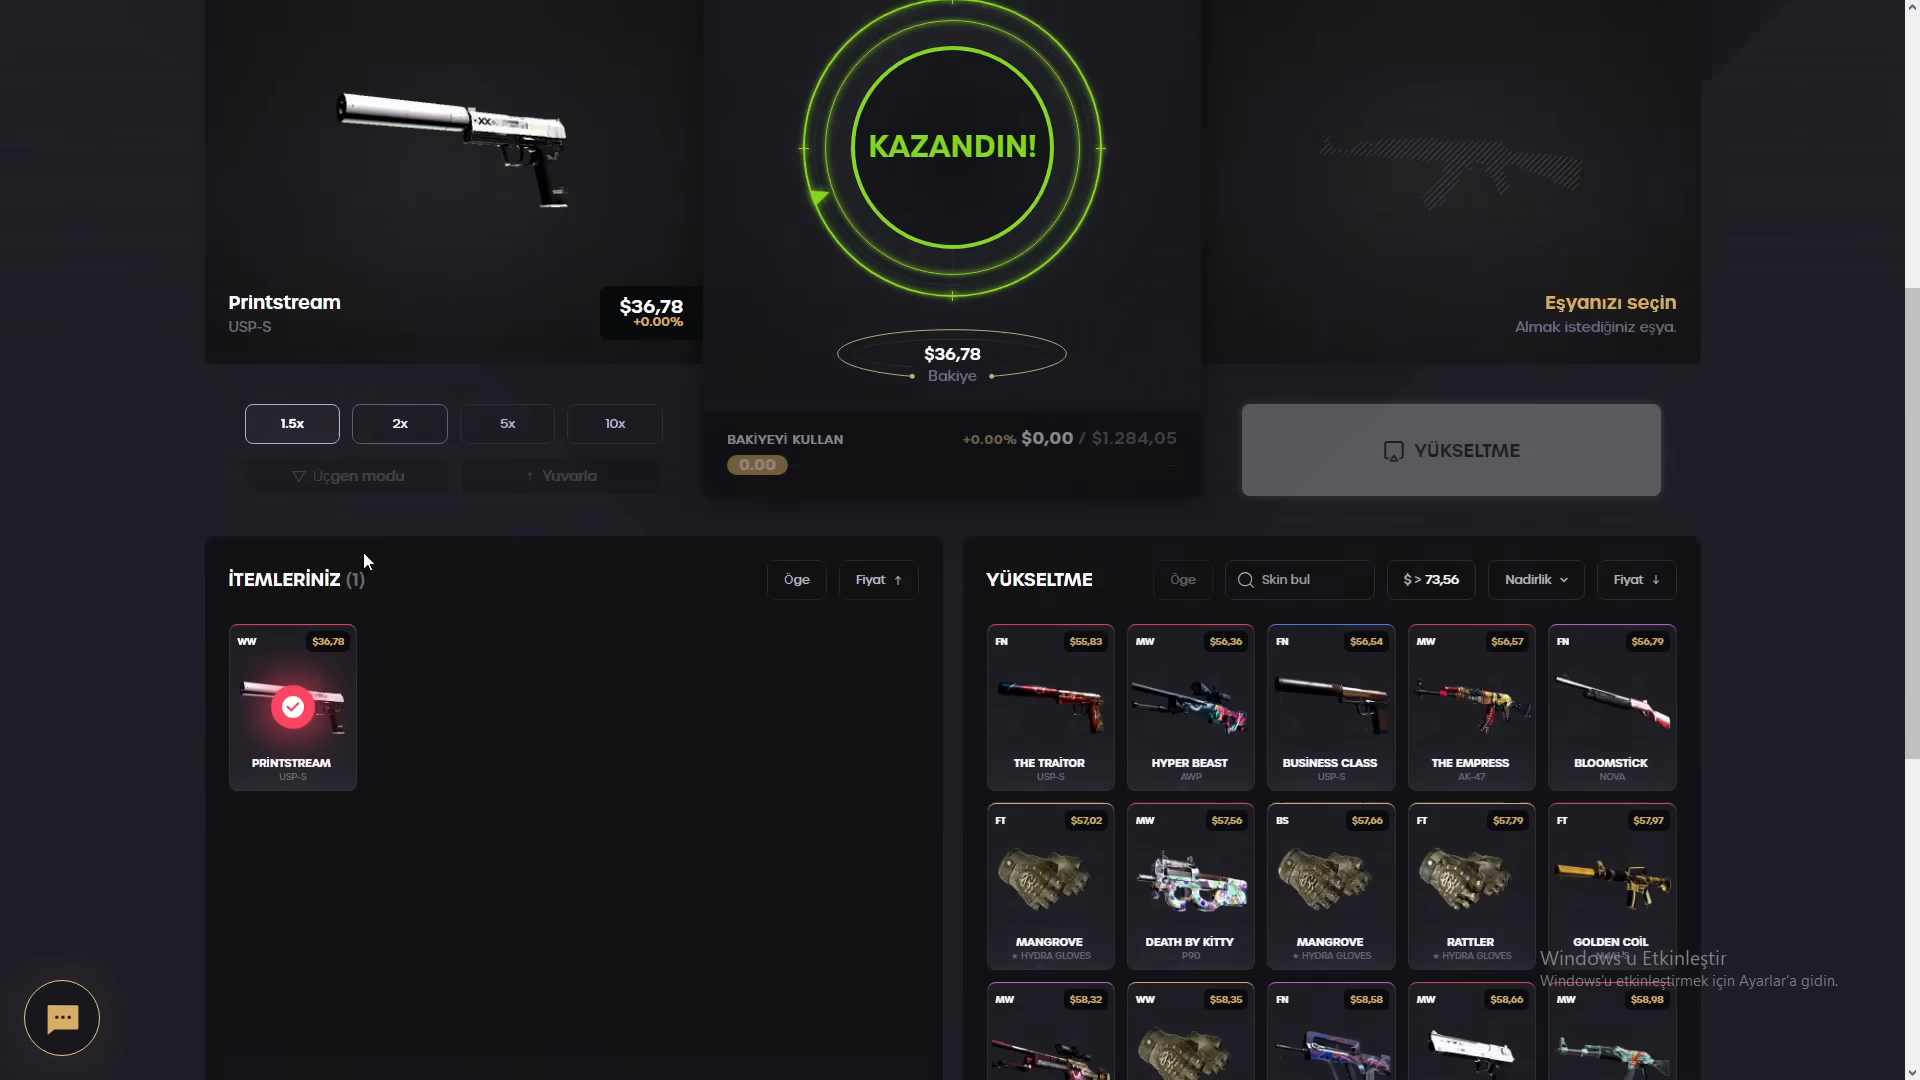 KAZANDIN!
Printstream
USP-S
$36,78
+0.00%
Eşyanızı seçin
Almak istediğiniz eşya.
$36,78
Bakiye
1.5x
2x
5x
10x
Üçgen modu
Yuvarla
BAKİYEYİ KULLAN
+0.00% $0,00 / $1.284,05
0.00
YÜKSELTME
İTEMLERİNİZ (1)
Öge
Fiyat ↑
WW
$36,78
PRİNTSTREAM
USP-S
YÜKSELTME
Öge
Skin bul
$ > 73,56
Nadirlik
Fiyat ↓
FN
$55,83
THE TRAİTOR
USP-S
MW
$56,36
HYPER BEAST
AWP
FN
$56,54
BUSİNESS CLASS
USP-S
MW
$56,57
THE EMPRESS
AK-47
FN
$56,79
BLOOMSTİCK
NOVA
FT
$57,02
MANGROVE
★ HYDRA GLOVES
MW
$57,56
DEATH BY KİTTY
P90
BS
$57,66
MANGROVE
★ HYDRA GLOVES
FT
$57,79
RATTLER
★ HYDRA GLOVES
FT
$57,97
GOLDEN COİL
MW
$58,32
WW
$58,35
FN
$58,58
MW
$58,66
MW
$58,98
Windows'u Etkinleştir
Windows'u etkinleştirmek için Ayarlar'a gidin.